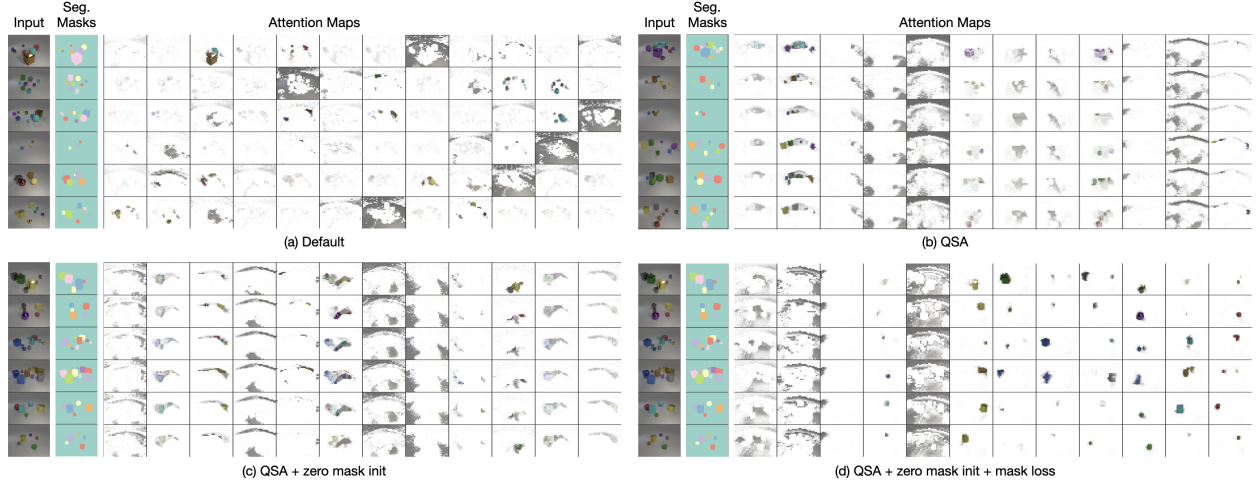 Input
Seg.
Masks
Attention Maps
Input
Seg.
Masks
Attention Maps
(a) Default
(b) QSA
(c) QSA + zero mask init
(d) QSA + zero mask init + mask loss